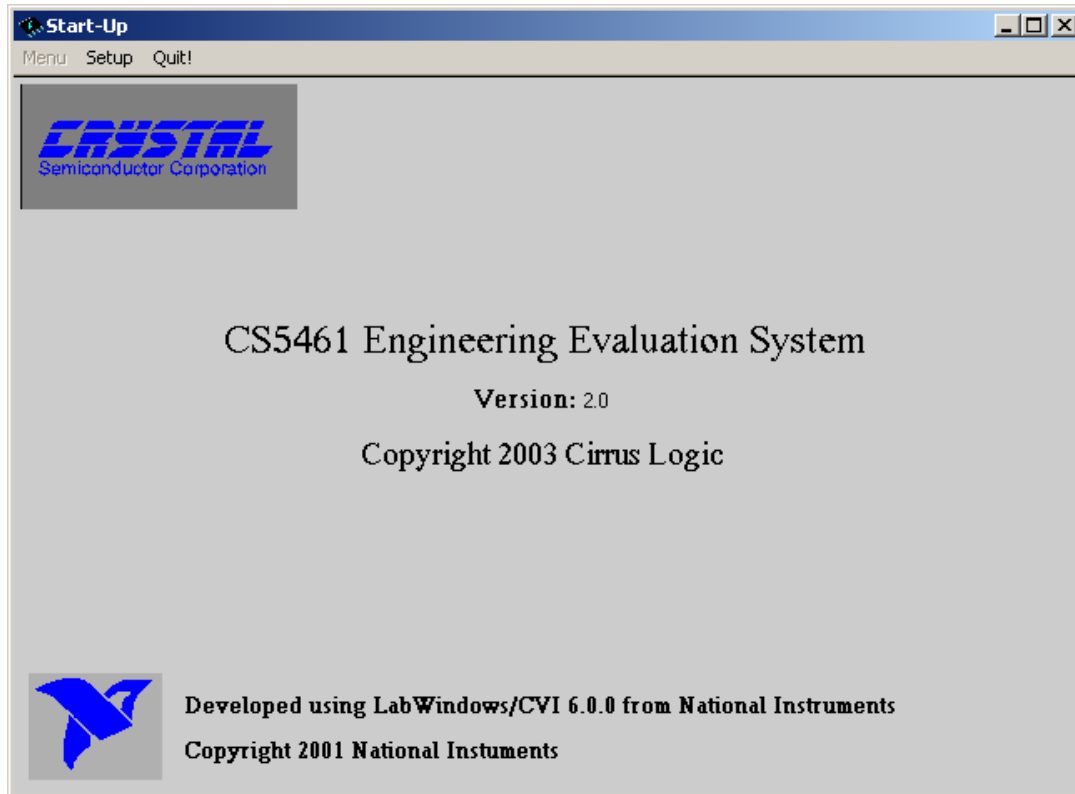 Start-Up
Menu Setup Quit!
CRYSTAL
Semiconductor Corporation
CS5461 Engineering Evaluation System
Version: 2.0
Copyright 2003 Cirrus Logic
Developed using LabWindows/CVI 6.0.0 from National Instruments
Copyright 2001 National Instuments